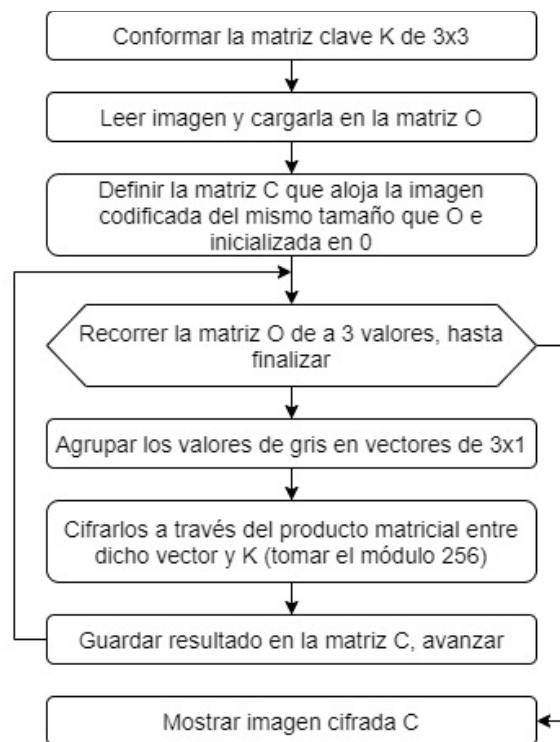 Conformar la matriz clave K de 3x3
Leer imagen y cargarla en la matriz O
Definir la matriz C que aloja la imagen
codificada del mismo tamaño que O e
inicializada en 0
Recorrer la matriz O de a 3 valores, hasta
finalizar
Agrupar los valores de gris en vectores de 3x1
Cifrarlos a través del producto matricial entre
dicho vector y K (tomar el módulo 256)
Guardar resultado en la matriz C, avanzar
Mostrar imagen cifrada C